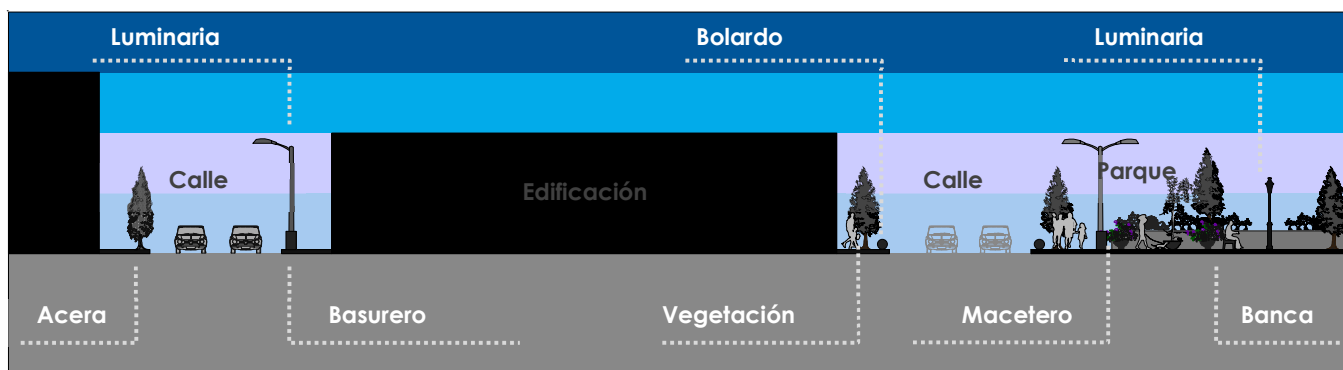 Luminaria
Bolardo
Luminaria
Calle
Edificación
Calle
Parque
Acera
Basurero
Vegetación
Macetero
Banca